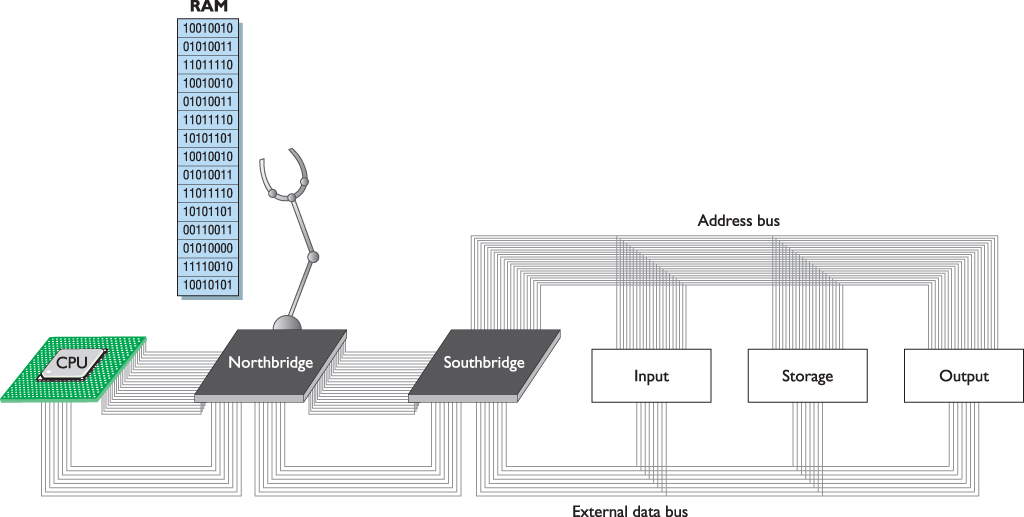 RAM
10010010
01010011
11011110
10010010
01010011
11011110
10101101
10010010
01010011
11011110
10101101
00110011
01010000
11110010
10010101
Address bus
CPU
Northbridge
Southbridge
Input
Storage
Output
External data bus